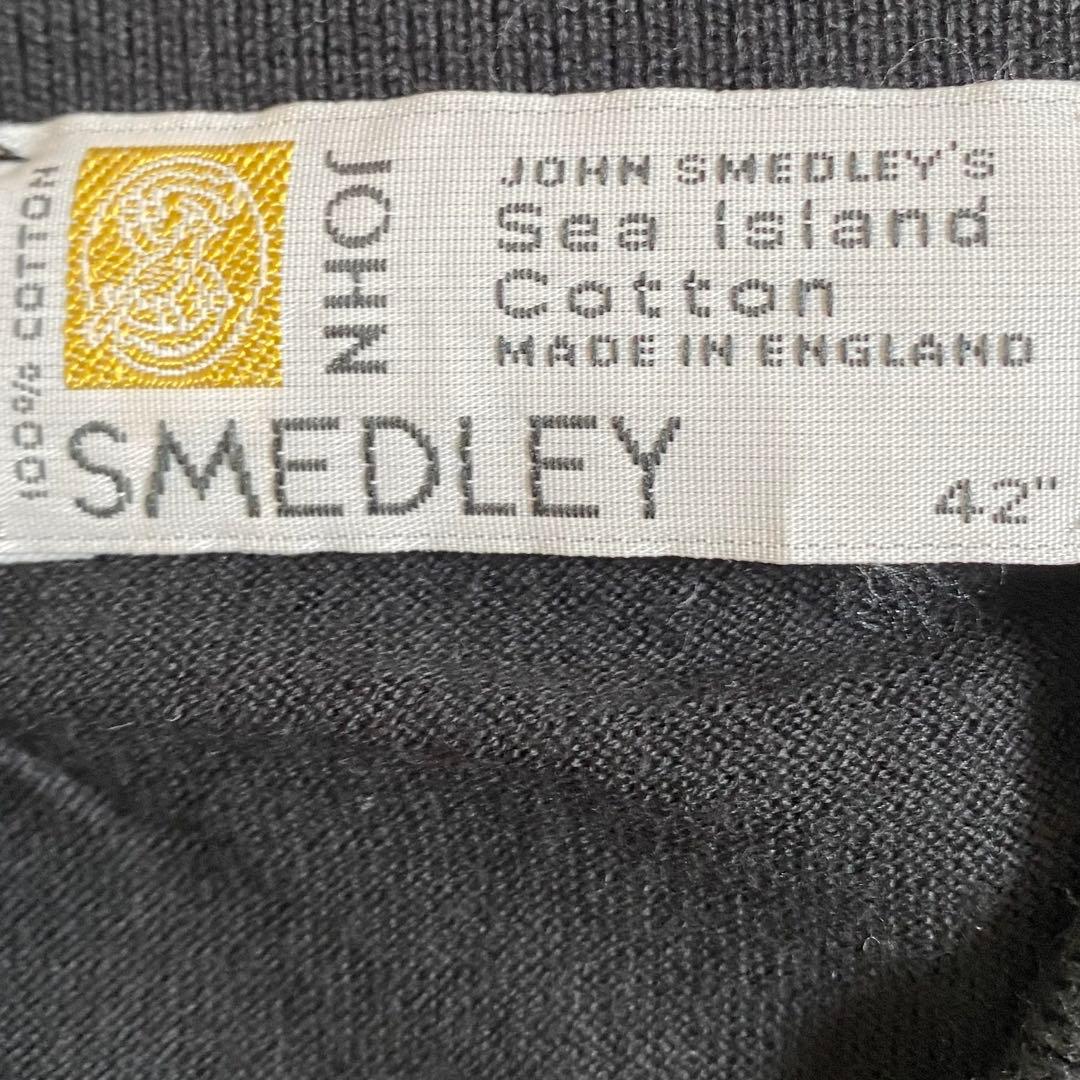 100% COTTON
JOHN
SMEDLEY
JOHN SMEDLEY'S
Sea Island
Cotton
MADE IN ENGLAND
42"